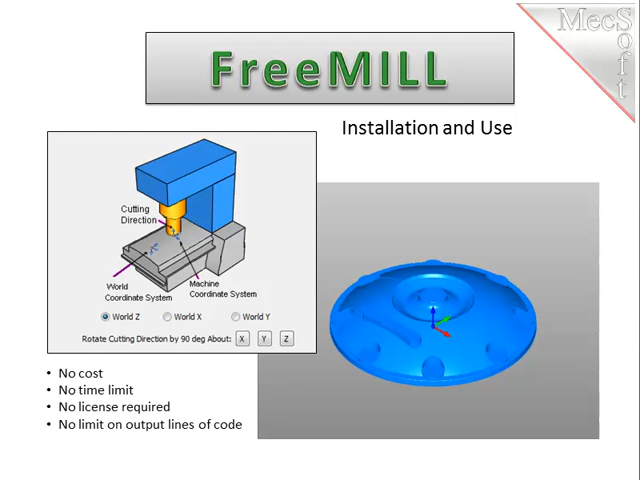 MecSoft
FreeMILL
Installation and Use
Cutting
Direction
World
Coordinate System
Machine
Coordinate System
World Z World X World Y
Rotate Cutting Direction by 90 deg About: X Y Z
• No cost
• No time limit
• No license required
• No limit on output lines of code